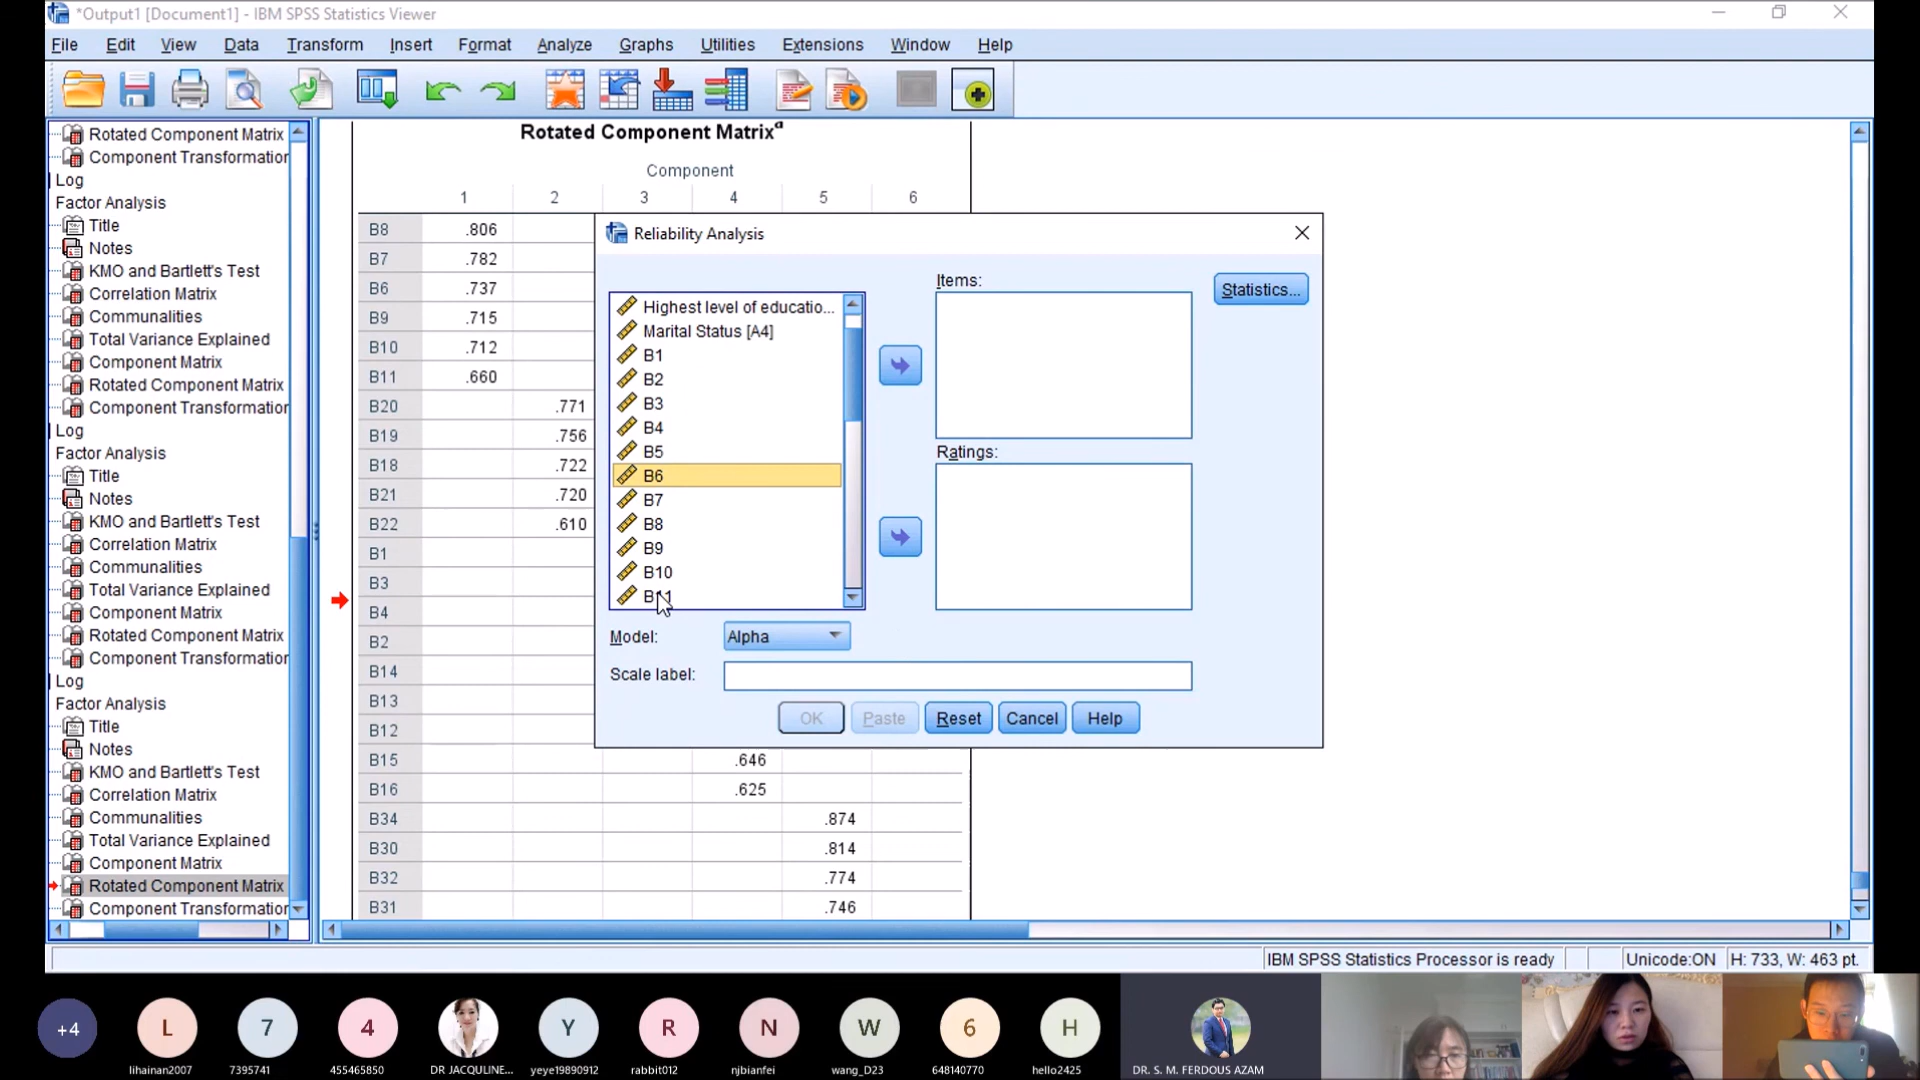 *Output1 [Document1] - IBM SPSS Statistics Viewer
File Edit View Data Transform Insert Format Analyze Graphs Utilities Extensions Window Help
Rotated Component Matrix
Component Transformation
Log
Factor Analysis
Title
Notes
KMO and Bartlett's Test
Correlation Matrix
Communalities
Total Variance Explained
Component Matrix
Rotated Component Matrix
Component Transformation
Log
Factor Analysis
Title
Notes
KMO and Bartlett's Test
Correlation Matrix
Communalities
Total Variance Explained
Component Matrix
Rotated Component Matrix
Component Transformation
Log
Factor Analysis
Title
Notes
KMO and Bartlett's Test
Correlation Matrix
Communalities
Total Variance Explained
Component Matrix
Rotated Component Matrix
Component Transformation
Rotated Component Matrixa
Component
1 2 3 4 5 6
B8 .806
B7 .782
B6 .737
B9 .715
B10 .712
B11 .660
B20 .771
B19 .756
B18 .722
B21 .720
B22 .610
B1
B3
B4
B2
B14
B13
B12
B15 .646
B16 .625
B34 .874
B30 .814
B32 .774
B31 .746
Reliability Analysis
Highest level of educatio...
Marital Status [A4]
B1
B2
B3
B4
B5
B6
B7
B8
B9
B10
B11
Items:
Ratings:
Statistics...
Model: Alpha
Scale label:
OK Paste Reset Cancel Help
IBM SPSS Statistics Processor is ready Unicode:ON H: 733, W: 463 pt.
+4 L 7 4 Y R N W 6 H
lihainan2007 7395741 455465850 DR JACQULINE... yeye19890912 rabbit012 njbianfei wang_D23 648140770 hello2425 DR. S. M. FERDOUS AZAM